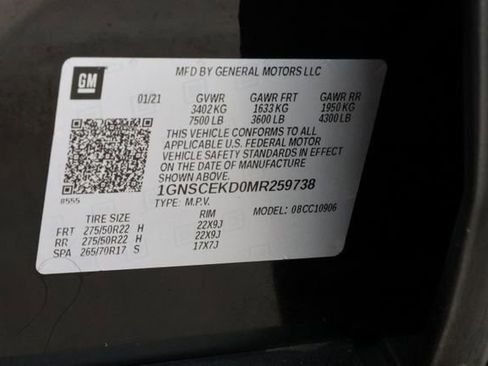 GM
MFD BY GENERAL MOTORS LLC
01/21 GVWR GAWR FRT GAWR RR
3402 KG 1633 KG 1950 KG
7500 LB 3600 LB 4300 LB
THIS VEHICLE CONFORMS TO ALL
APPLICABLE U.S. FEDERAL MOTOR
VEHICLE SAFETY STANDARDS IN EFFECT
ON THE DATE OF MANUFACTURE
SHOWN ABOVE.
1GNSCEKD0MR259738
8555
TYPE: M.P.V. MODEL: 08CC10906
TIRE SIZE RIM
FRT 275/50R22 H 22X9J
RR 275/50R22 H 22X9J
SPA 265/70R17 S 17X7J